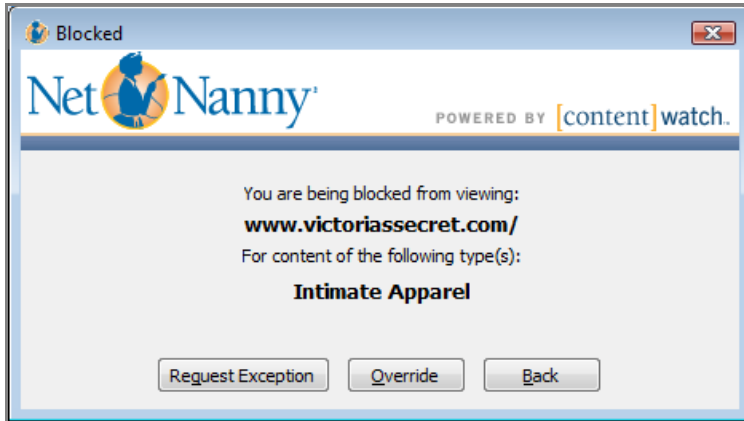 Blocked
Net Nanny
POWERED BY [content]watch.
You are being blocked from viewing:
www.victoriassecret.com/
For content of the following type(s):
Intimate Apparel
Request Exception Override Back